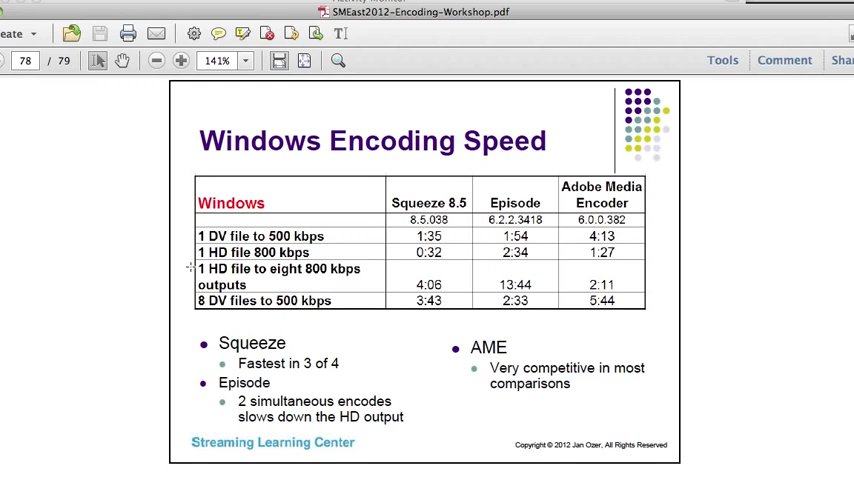 SMEast2012-Encoding-Workshop.pdf
eate
78 / 79
141%
Tools
Comment
Windows Encoding Speed
Windows Squeeze 8.5 Episode Adobe Media Encoder
8.5.038 6.2.2.3418 6.0.0.382
1 DV file to 500 kbps 1:35 1:54 4:13
1 HD file 800 kbps 0:32 2:34 1:27
1 HD file to eight 800 kbps
outputs 4:06 13:44 2:11
8 DV files to 500 kbps 3:43 2:33 5:44
Squeeze
Fastest in 3 of 4
Episode
2 simultaneous encodes
slows down the HD output
AME
Very competitive in most
comparisons
Streaming Learning Center
Copyright © 2012 Jan Ozer, All Rights Reserved